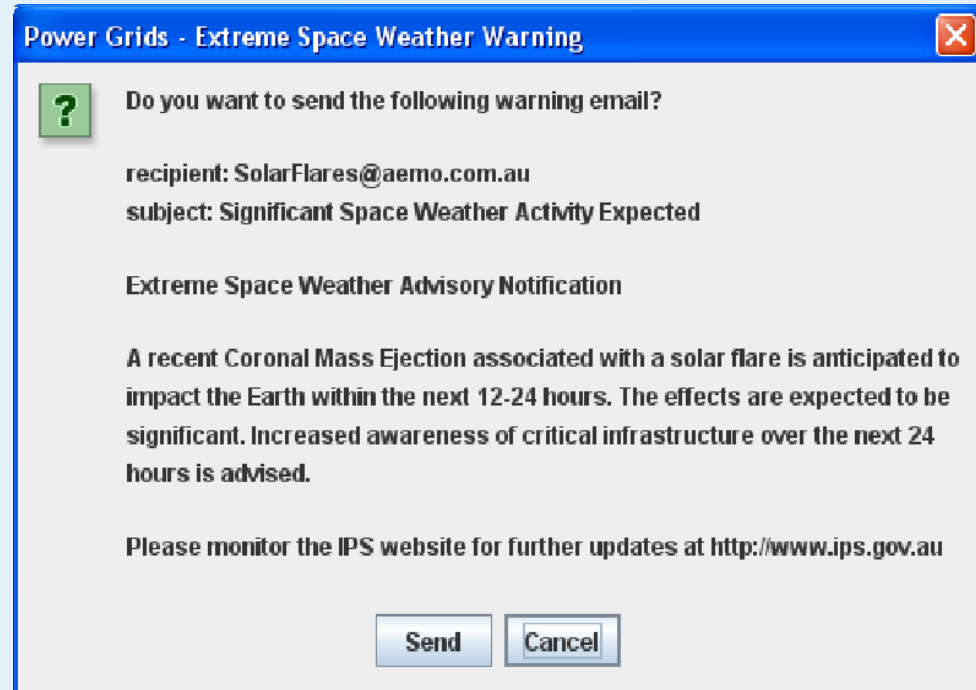 Power Grids - Extreme Space Weather Warning
Do you want to send the following warning email?
recipient: SolarFlares@aemo.com.au
subject: Significant Space Weather Activity Expected
Extreme Space Weather Advisory Notification
A recent Coronal Mass Ejection associated with a solar flare is anticipated to
impact the Earth within the next 12-24 hours. The effects are expected to be
significant. Increased awareness of critical infrastructure over the next 24
hours is advised.
Please monitor the IPS website for further updates at http://www.ips.gov.au
Send Cancel